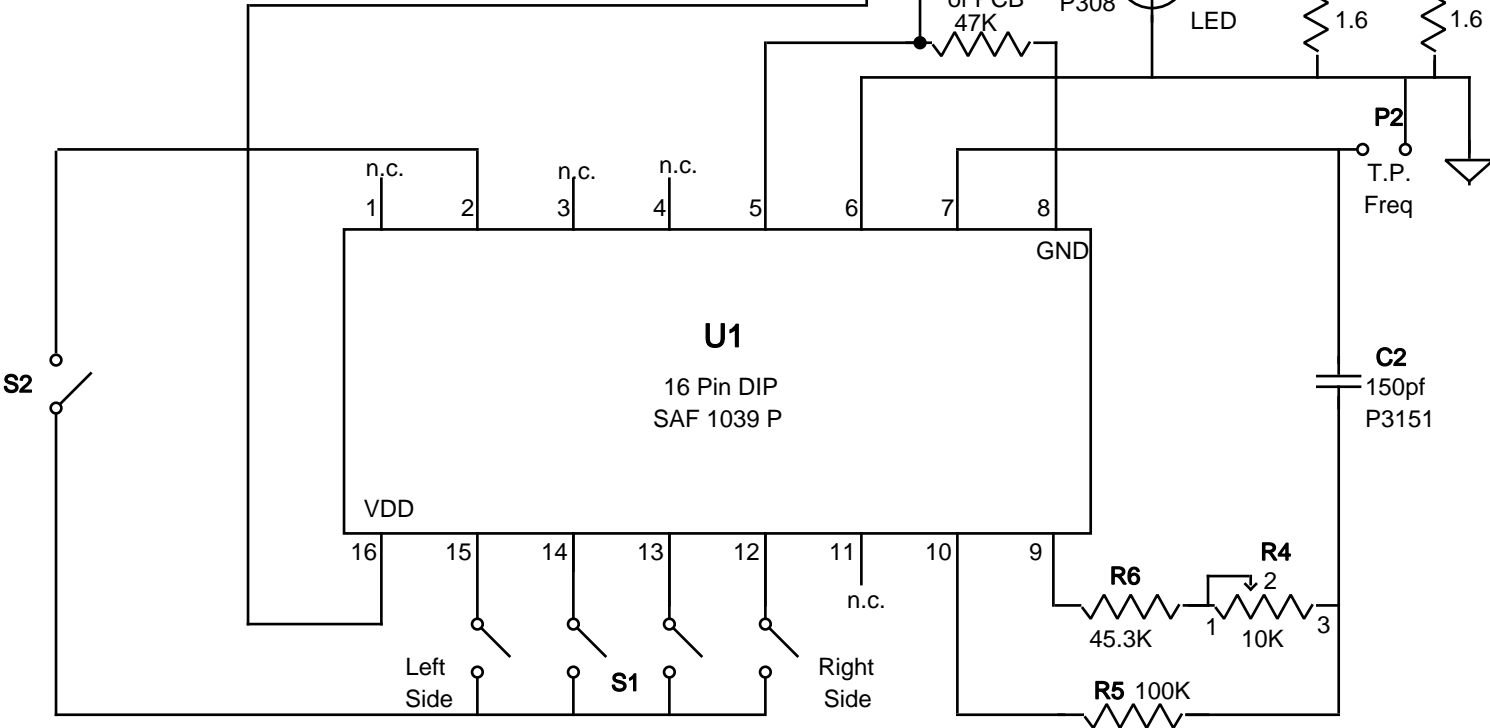 of PCB
47K
P308
LED
1.6
1.6
P2
T.P.
Freq
n.c.
n.c.
n.c.
1
2
3
4
5
6
7
8
GND
U1
16 Pin DIP
SAF 1039 P
S2
C2
150pf
P3151
VDD
16
15
14
13
12
11
10
9
n.c.
R6
45.3K
R4
2
1
10K
3
Left
Side
S1
Right
Side
R5 100K